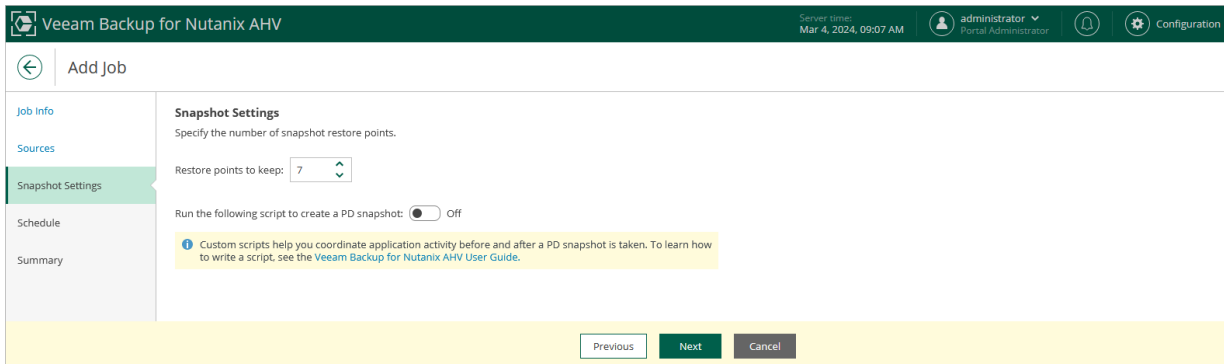 Veeam Backup for Nutanix AHV
Server time:
Mar 4, 2024, 09:07 AM
administrator
Portal Administrator
Configuration
Add Job
Job Info
Sources
Snapshot Settings
Schedule
Summary
Snapshot Settings
Specify the number of snapshot restore points.
Restore points to keep: 7
Run the following script to create a PD snapshot: Off
Custom scripts help you coordinate application activity before and after a PD snapshot is taken. To learn how
to write a script, see the Veeam Backup for Nutanix AHV User Guide.
Previous Next Cancel